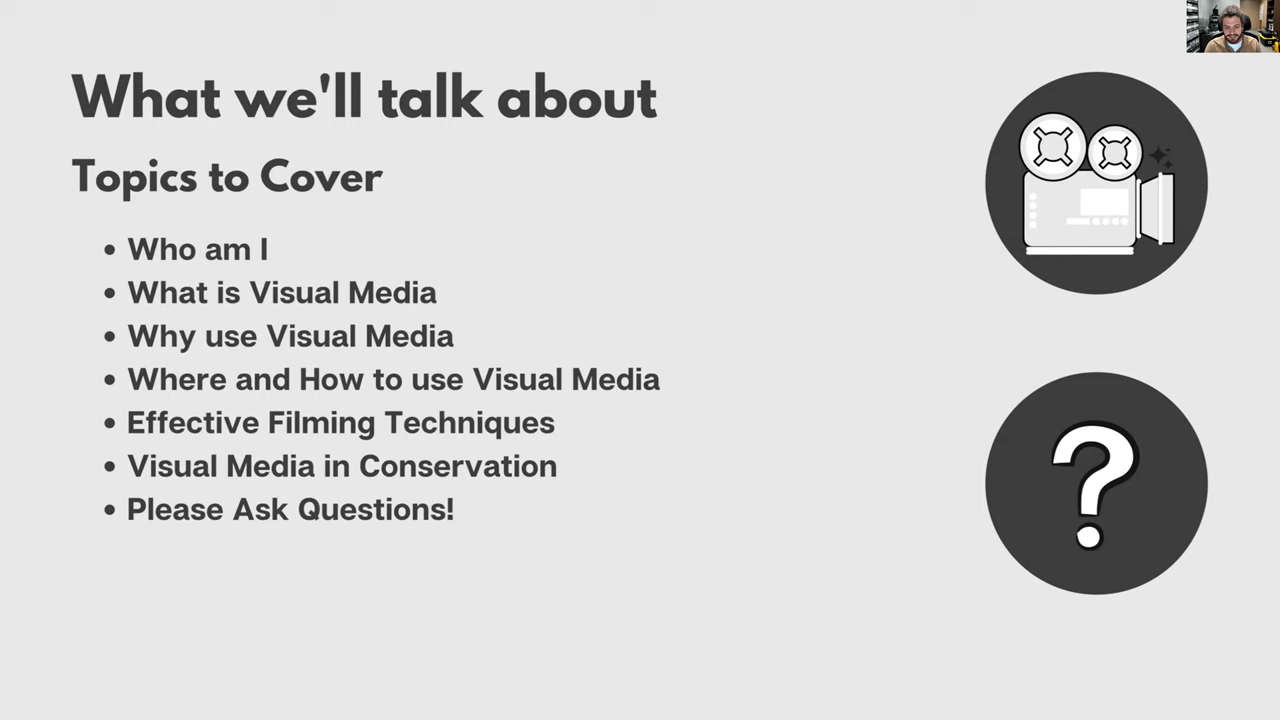 What we'll talk about
Topics to Cover
• Who am I
• What is Visual Media
• Why use Visual Media
• Where and How to use Visual Media
• Effective Filming Techniques
• Visual Media in Conservation
• Please Ask Questions!
?